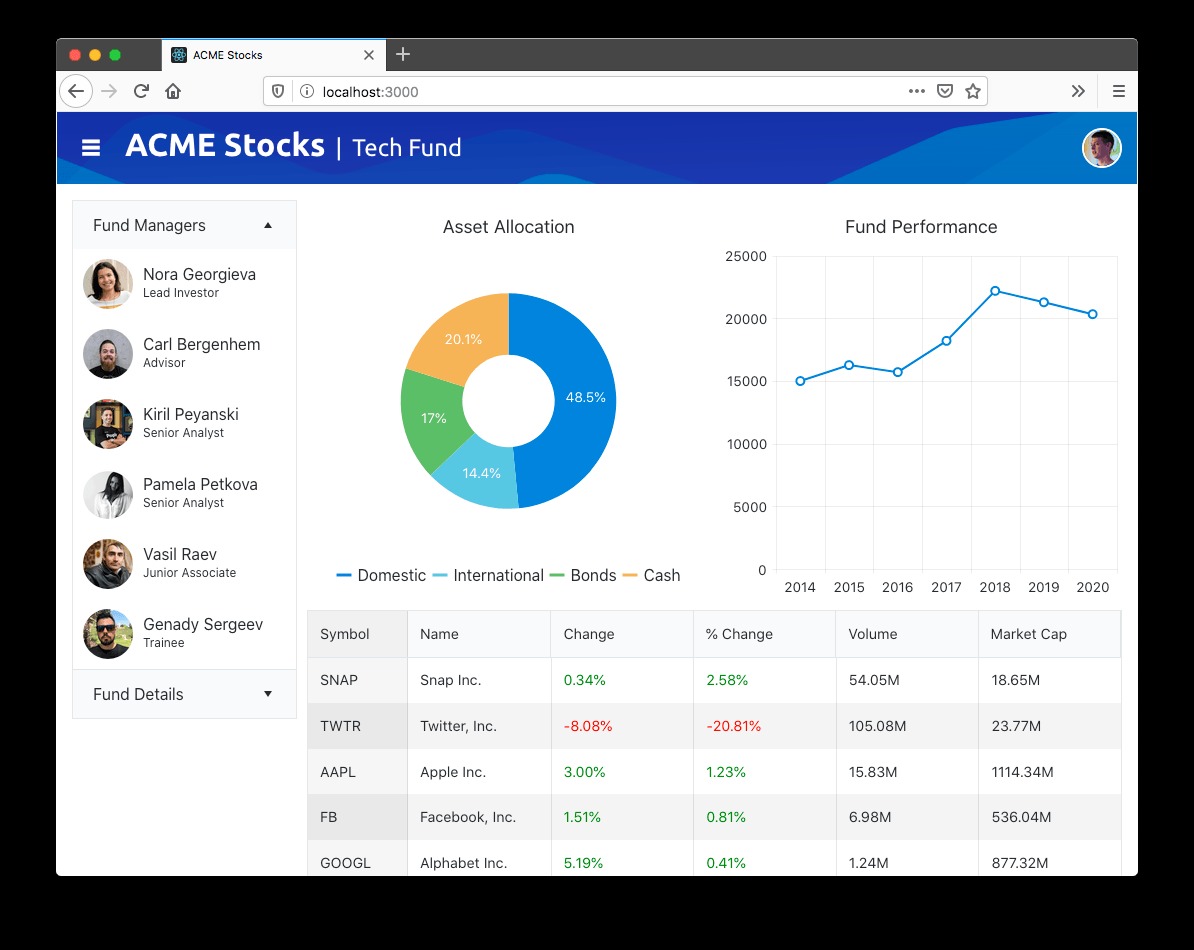 ACME Stocks
localhost:3000
ACME Stocks | Tech Fund
Fund Managers
Nora Georgieva
Lead Investor
Carl Bergenhem
Advisor
Kiril Peyanski
Senior Analyst
Pamela Petkova
Senior Analyst
Vasil Raev
Junior Associate
Genady Sergeev
Trainee
Fund Details
Asset Allocation
20.1%
48.5%
17%
14.4%
Domestic International Bonds Cash
Fund Performance
25000
20000
15000
10000
5000
0
2014 2015 2016 2017 2018 2019 2020
Symbol Name Change % Change Volume Market Cap
SNAP Snap Inc. 0.34% 2.58% 54.05M 18.65M
TWTR Twitter, Inc. -8.08% -20.81% 105.08M 23.77M
AAPL Apple Inc. 3.00% 1.23% 15.83M 1114.34M
FB Facebook, Inc. 1.51% 0.81% 6.98M 536.04M
GOOGL Alphabet Inc. 5.19% 0.41% 1.24M 877.32M